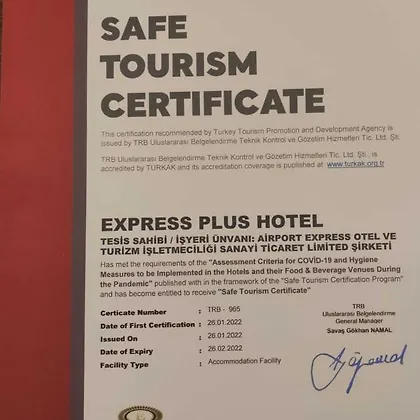 SAFE
TOURISM
CERTIFICATE
This certification recommended by Turkey Tourism Promotion and Development Agency is
issued by TRB Uluslararası Belgelendirme Teknik Kontrol ve Gözetim Hizmetleri Tic. Ltd. Şti.
TRB Uluslararası Belgelendirme Teknik Kontrol ve Gözetim Hizmetleri Tic. Ltd. Şti., is
accredited by TURKAK and its accreditation coverage is puplished at www.turkak.org.tr
EXPRESS PLUS HOTEL
TESİS SAHİBİ / İŞYERİ ÜNVANI: AİRPORT EXPRESS OTEL VE
TURİZM İŞLETMECİLİĞİ SANAYİ TİCARET LİMİTED ŞİRKETİ
Has met the requirements of the "Assessment Criteria for COVİD-19 and Hygiene
Measures to be Implemented in the Hotels and their Food & Beverage Venues During
the Pandemic" published with in the framework of the "Safe Tourism Certification Program"
and has become entitled to receive "Safe Tourism Certificate"
Certicate Number : TRB - 965
Date of First Certification : 26.01.2022
Issued On : 26.01.2022
Date of Expiry : 26.02.2022
Facility Type : Accommodation Facility
TRB
Uluslararası Belgelendirme
General Manager
Savaş Gökhan NAMAL